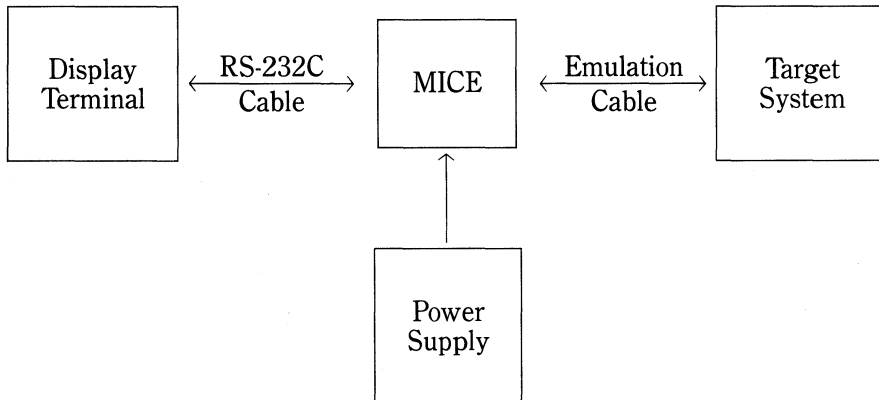 Display
Terminal
RS-232C
Cable
MICE
Emulation
Cable
Target
System
Power
Supply